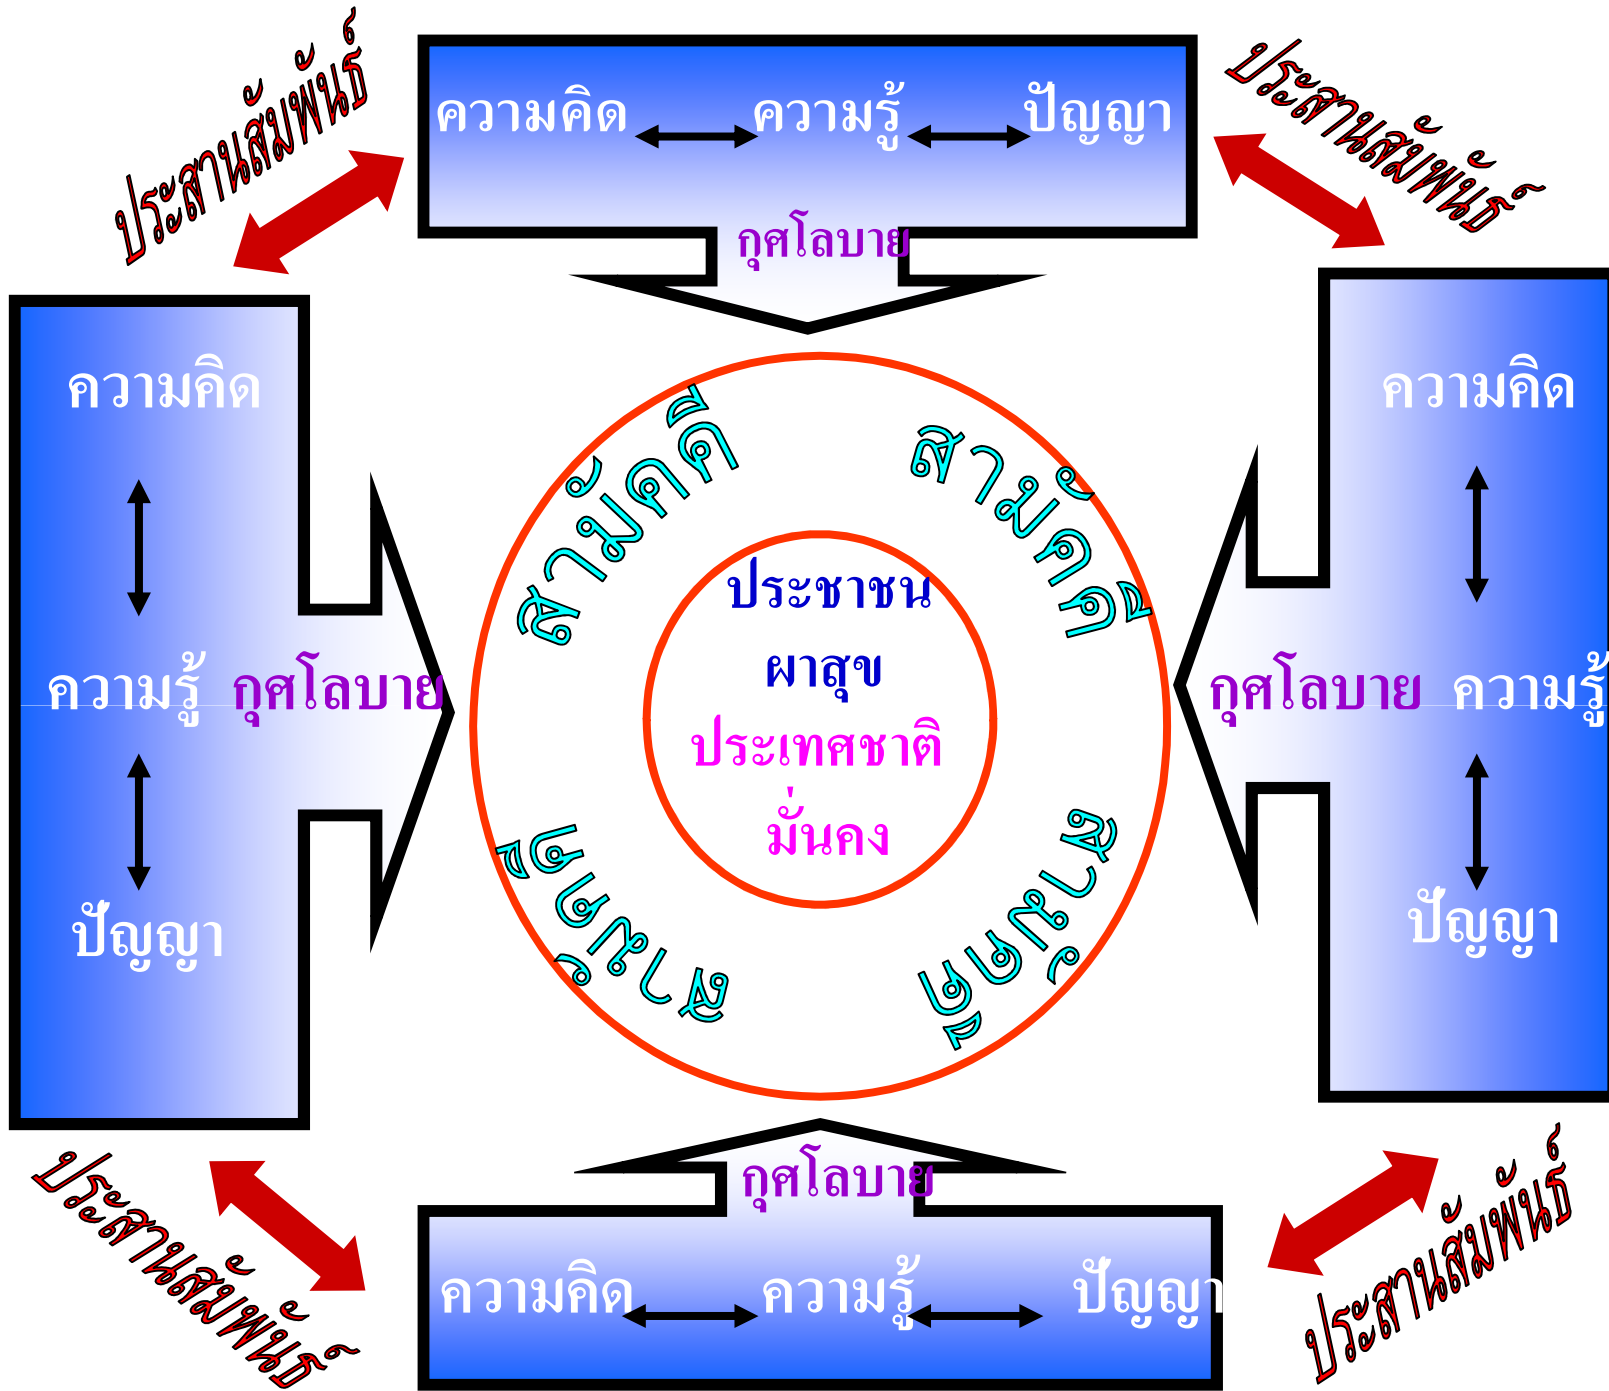 ประสานสัมพันธ์
ประสานสัมพันธ์
ความคิด ความรู้ ปัญญา
กุศโลบาย
ความคิด
ความรู้ กุศโลบาย
ปัญญา
สามัคคี
สามัคคี
ประชาชน
ผาสุข
ประเทศชาติ
มั่นคง
สามัคคี
สามัคคี
ความคิด
กุศโลบาย ความรู้
ปัญญา
กุศโลบาย
ความคิด ความรู้ ปัญญา
ประสานสัมพันธ์
ประสานสัมพันธ์